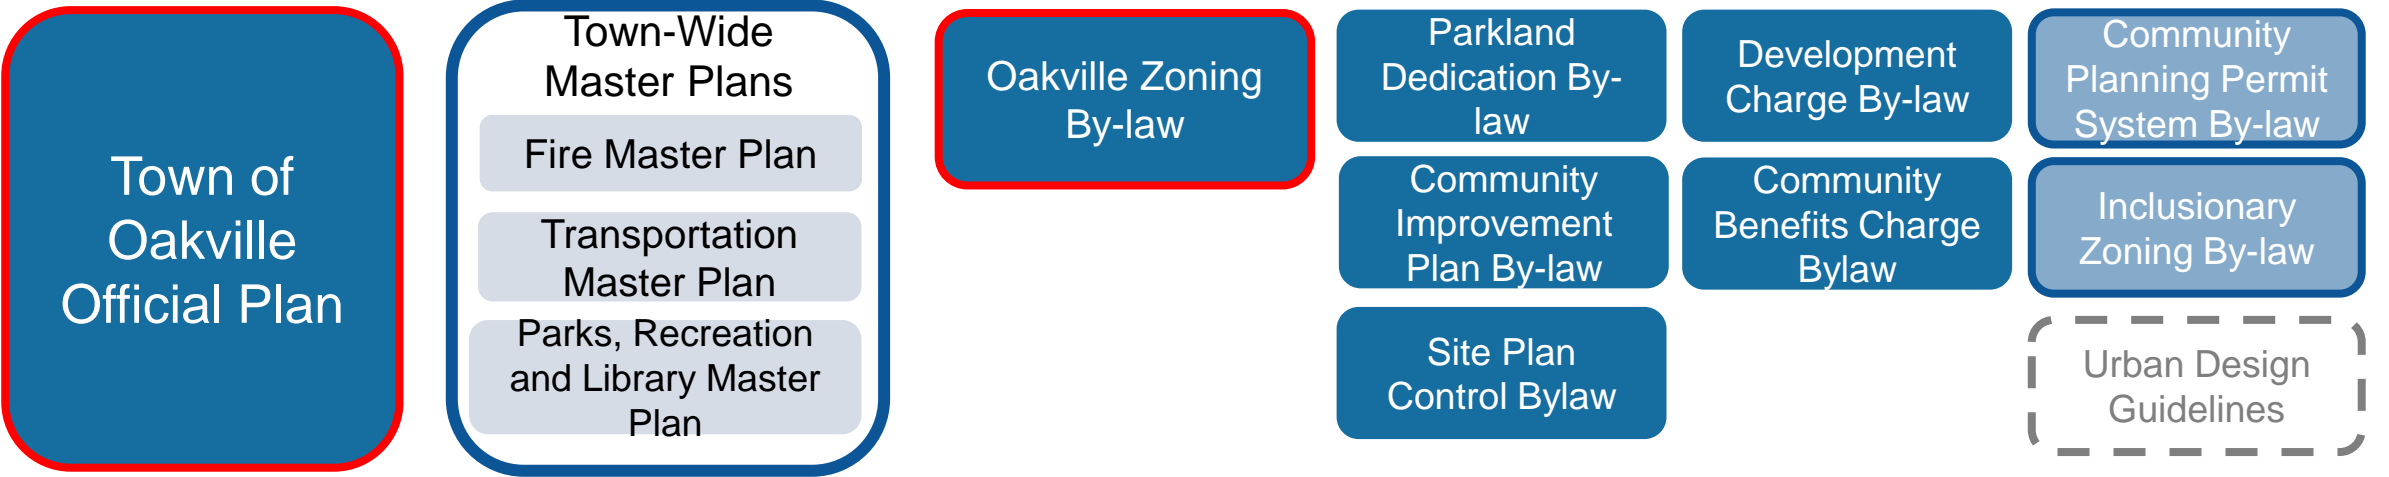 Town of
Oakville
Official Plan
Town-Wide
Master Plans
Fire Master Plan
Transportation
Master Plan
Parks, Recreation
and Library Master
Plan
Oakville Zoning
By-law
Parkland
Dedication By-
law
Community
Improvement
Plan By-law
Site Plan
Control Bylaw
Development
Charge By-law
Community
Benefits Charge
Bylaw
Community
Planning Permit
System By-law
Inclusionary
Zoning By-law
Urban Design
Guidelines